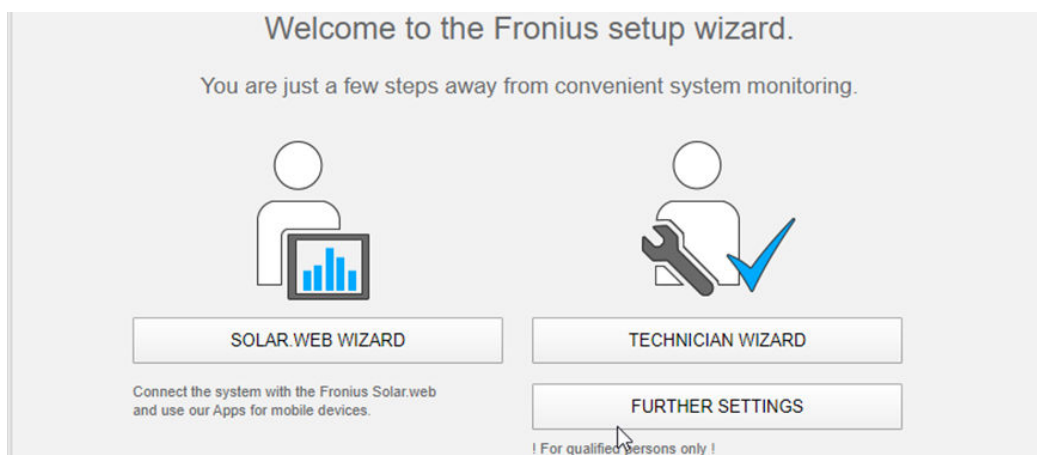 Welcome to the Fronius setup wizard.
You are just a few steps away from convenient system monitoring.
SOLAR.WEB WIZARD
TECHNICIAN WIZARD
Connect the system with the Fronius Solar.web
and use our Apps for mobile devices.
FURTHER SETTINGS
! For qualified persons only !